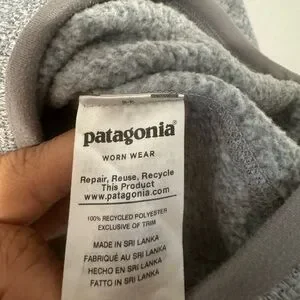 patagonia®
WORN WEAR
Repair, Reuse, Recycle
This Product
www.patagonia.com
100% RECYCLED POLYESTER
EXCLUSIVE OF TRIM
MADE IN SRI LANKA
FABRIQUÉ AU SRI LANKA
HECHO EN SRI LANKA
FATTO IN SRI LANKA